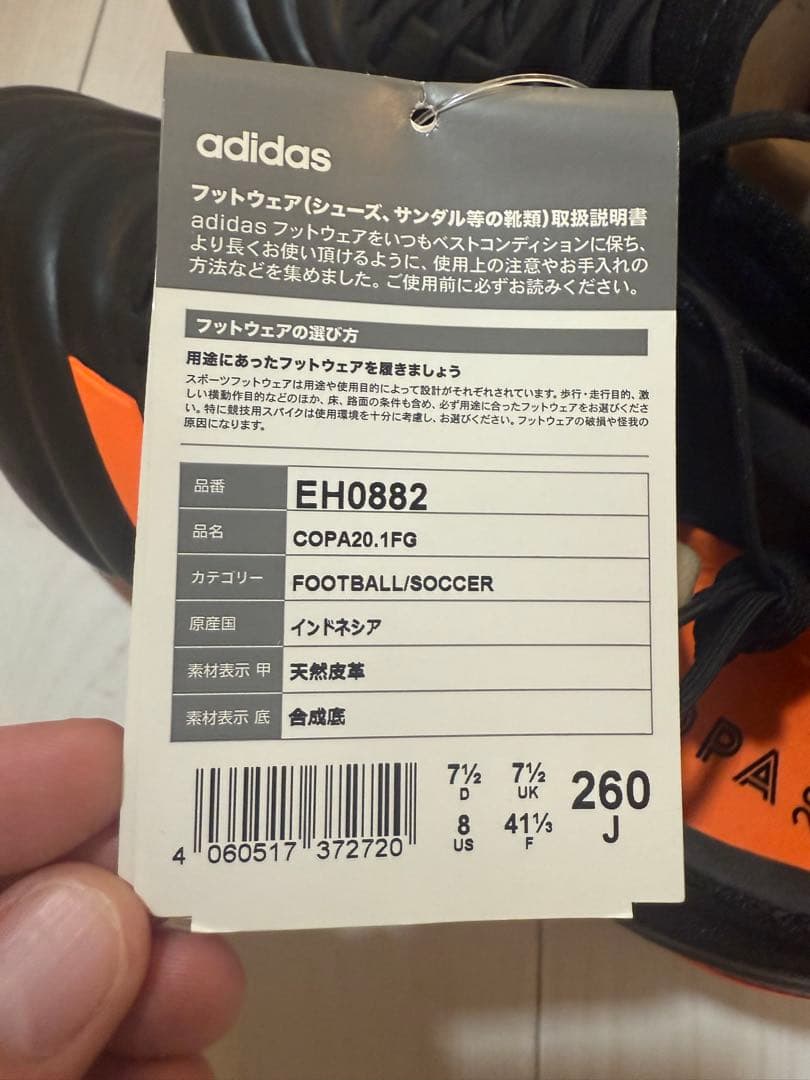 adidas
フットウェア(シューズ、サンダル等の靴類)取扱説明書
adidas フットウェアをいつもベストコンディションに保ち、
より長くお使い頂けるように、使用上の注意やお手入れの
方法などを集めました。ご使用前に必ずお読みください。
フットウェアの選び方
用途にあったフットウェアを履きましょう
スポーツフットウェアは用途や使用目的によって設計がそれぞれされています。歩行・走行目的、激
しい横動作目的などのほか、床、路面の条件も含め、必ず用途に合ったフットウェアをお選びくださ
い。特に競技用スパイクは使用環境を十分に考慮し、お選びください。フットウェアの破損や怪我の
原因になります。
品番 EH0882
品名 COPA20.1FG
カテゴリー FOOTBALL/SOCCER
原産国 インドネシア
素材表示 甲 天然皮革
素材表示 底 合成底
7½ D 7½ UK 260 J
8 US 41⅓ F
4 060517 372720
OPA
20